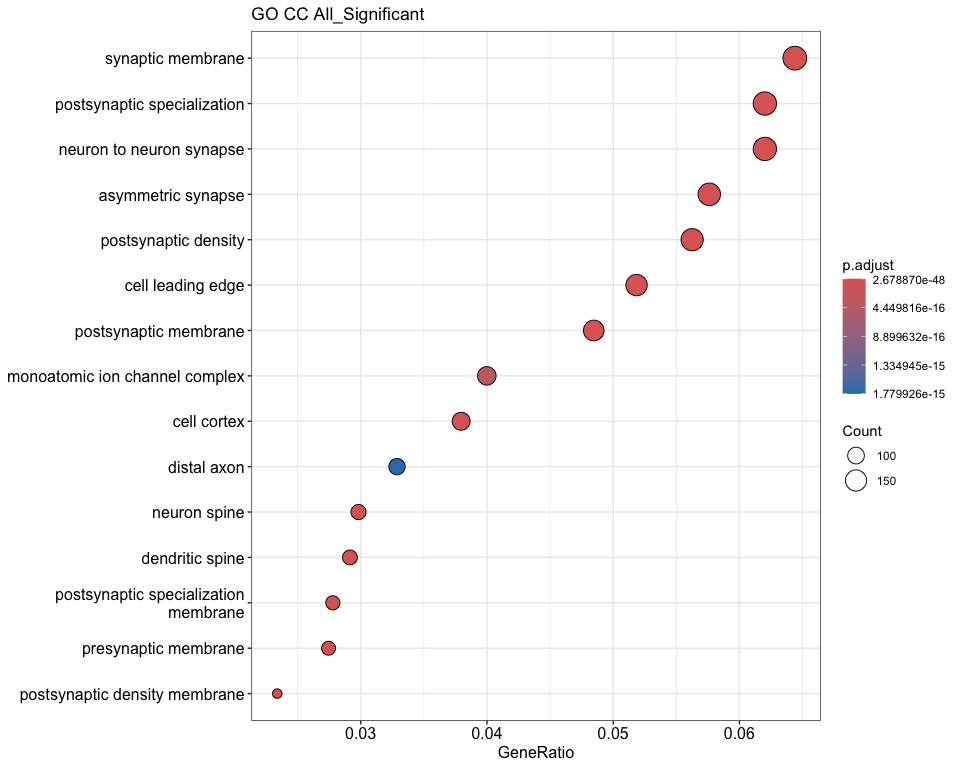 GO CC All_Significant
synaptic membrane
postsynaptic specialization
neuron to neuron synapse
asymmetric synapse
postsynaptic density
cell leading edge
postsynaptic membrane
monoatomic ion channel complex
cell cortex
distal axon
neuron spine
dendritic spine
postsynaptic specialization
membrane
presynaptic membrane
postsynaptic density membrane
0.03 0.04 0.05 0.06
GeneRatio
p.adjust
2.678870e-48
4.449816e-16
8.899632e-16
1.334945e-15
1.779926e-15
Count
100
150